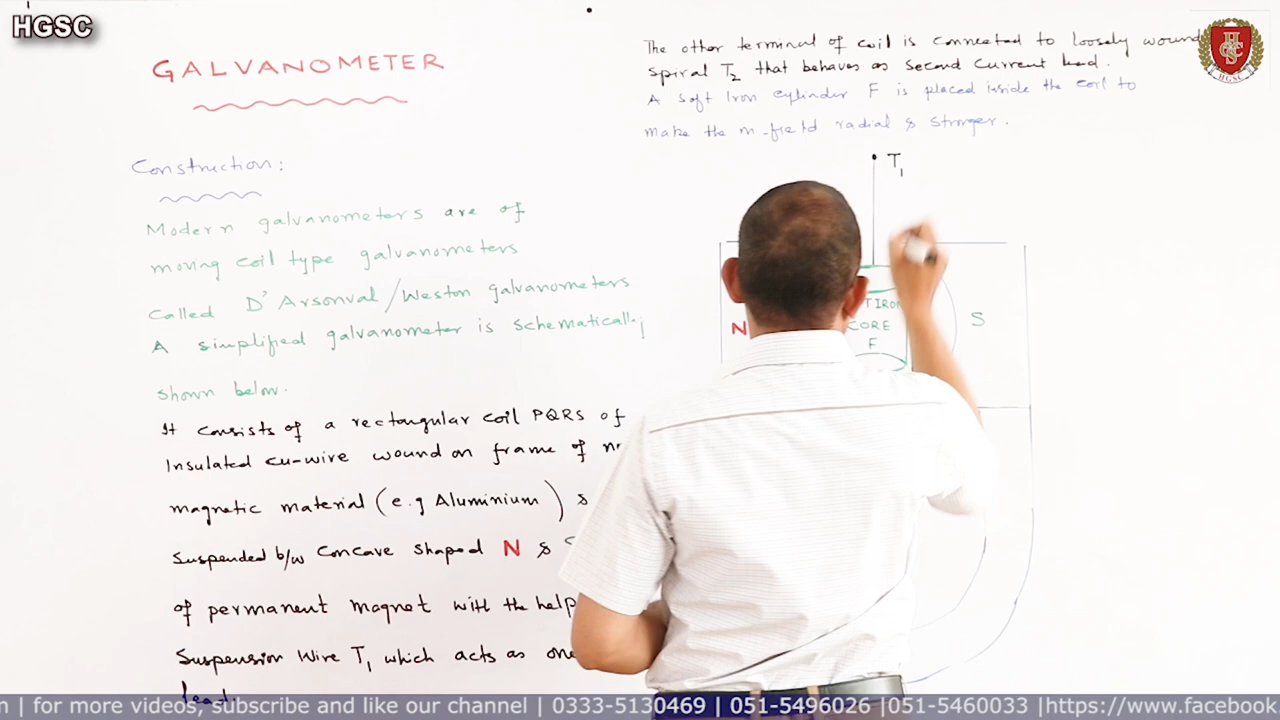 HGSC
GALVANOMETER
Construction:
Modern galvanometers are of
moving coil type galvanometers
Called D'Arsonval/Weston galvanometers
A simplified galvanometer is schematically
shown below.
It consists of a rectangular coil PQRS of
Insulated cu-wire wound on frame of
magnetic material (e.g Aluminium) &
Suspended b/w Concave shaped N &
of permanent magnet with the help
Suspension Wire T1 which acts as one
lead
The other terminal of coil is connected to loosely wound
spiral T2 that behaves as second current lead.
A soft Iron cylinder F is placed inside the coil to
make the m-field radial & stronger.
T1
N
T IRON
CORE
F
S
HGSC
n | for more videos, subscribe and like our channel | 0333-5130469 | 051-5496026 | 051-5460033 | https://www.facebook